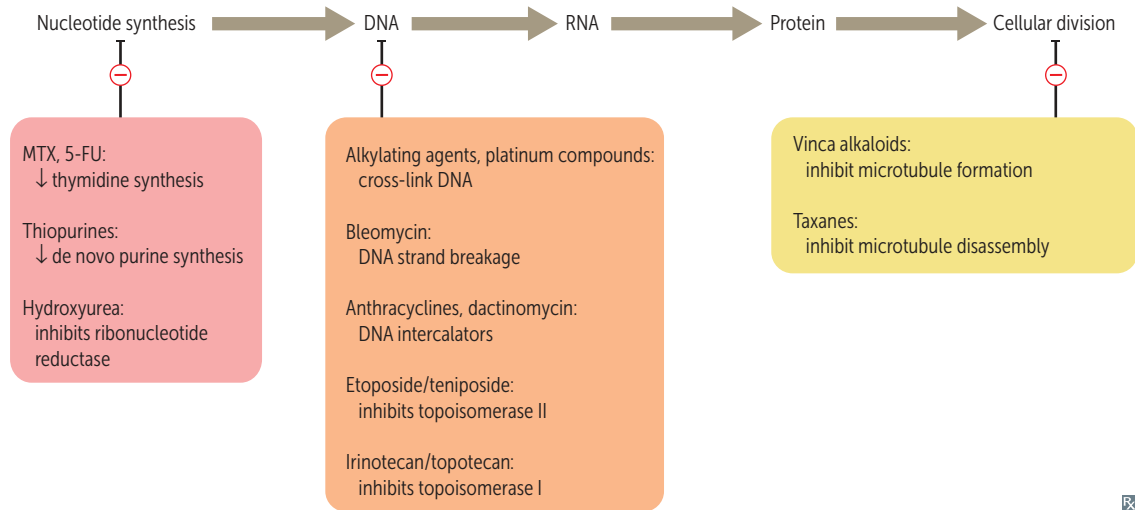 Nucleotide synthesis
DNA
RNA
Protein
Cellular division
MTX, 5-FU:
↓ thymidine synthesis
Thiopurines:
↓ de novo purine synthesis
Hydroxyurea:
inhibits ribonucleotide
reductase
Alkylating agents, platinum compounds:
cross-link DNA
Bleomycin:
DNA strand breakage
Anthracyclines, dactinomycin:
DNA intercalators
Etoposide/teniposide:
inhibits topoisomerase II
Irinotecan/topotecan:
inhibits topoisomerase I
Vinca alkaloids:
inhibit microtubule formation
Taxanes:
inhibit microtubule disassembly
℞